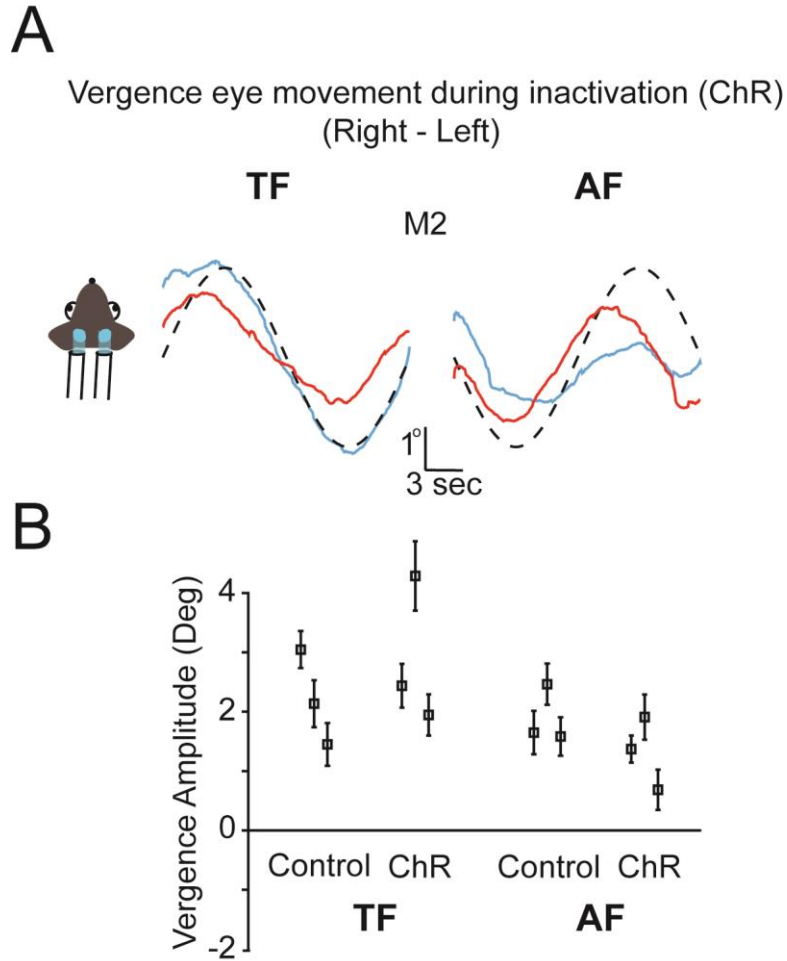 A
Vergence eye movement during inactivation (ChR)
(Right - Left)
TF AF
M2
1°
3 sec
B
Vergence Amplitude (Deg)
4
2
0
-2
Control ChR Control ChR
TF AF